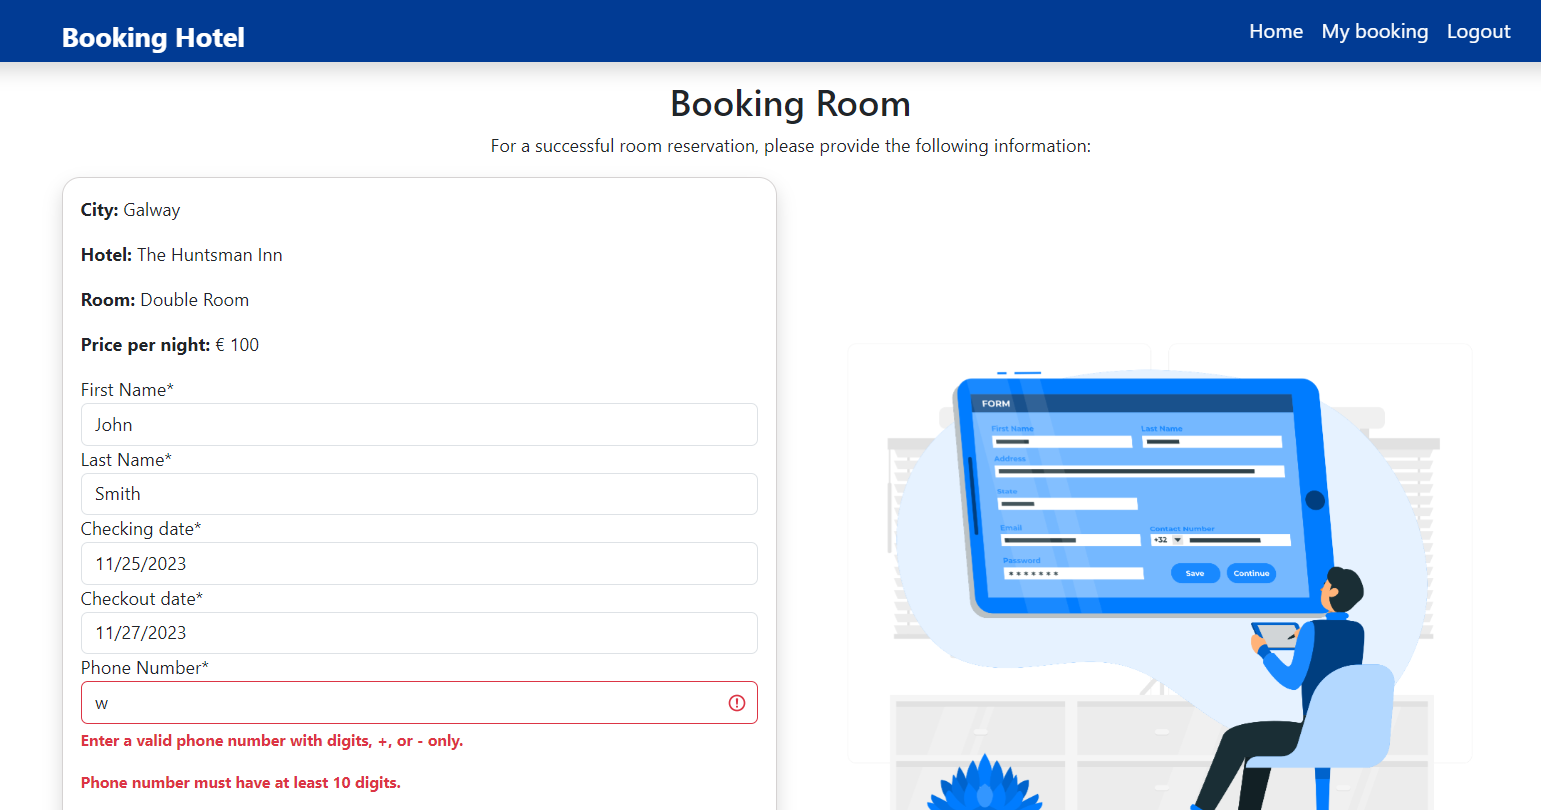 Booking Hotel
Home My booking Logout
Booking Room
For a successful room reservation, please provide the following information:
City: Galway
Hotel: The Huntsman Inn
Room: Double Room
Price per night: € 100
First Name*
John
Last Name*
Smith
Checking date*
11/25/2023
Checkout date*
11/27/2023
Phone Number*
w
Enter a valid phone number with digits, +, or - only.
Phone number must have at least 10 digits.
FORM
First Name Last Name
Address
State
Email Contact Number
+32
Password
*******
Save Continue